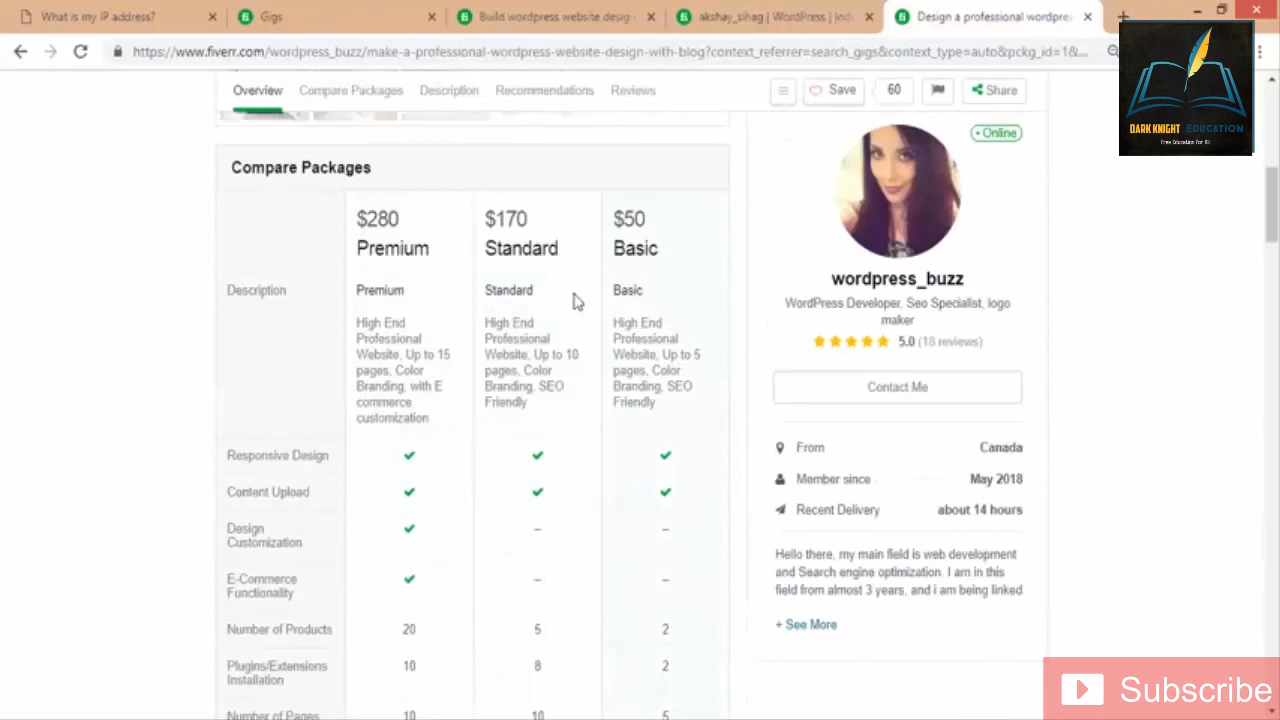 What is my IP address?
Gigs
Build wordpress website design
akshay_sihag | WordPress | Ind
Design a professional wordpre
https://www.fiverr.com/wordpress_buzz/make-a-professional-wordpress-website-design-with-blog?context_referrer=search_gigs&context_type=auto&pckg_id=1&...
Overview Compare Packages Description Recommendations Reviews
Save 60 Share
DARK KNIGHT EDUCATION
Free Education For All
Compare Packages
$280 $170 $50
Premium Standard Basic
Description Premium Standard Basic
High End Professional Website, Up to 15 pages, Color Branding, with E commerce customization
High End Professional Website, Up to 10 pages, Color Branding, SEO Friendly
High End Professional Website, Up to 5 pages, Color Branding, SEO Friendly
Responsive Design
Content Upload
Design Customization
E-Commerce Functionality
Number of Products 20 5 2
Plugins/Extensions Installation 10 8 2
Number of Pages 10 10 5
Online
wordpress_buzz
WordPress Developer, Seo Specialist, logo
maker
5.0 (18 reviews)
Contact Me
From Canada
Member since May 2018
Recent Delivery about 14 hours
Hello there, my main field is web development
and Search engine optimization. I am in this
field from almost 3 years, and i am being linked
+ See More
Subscribe